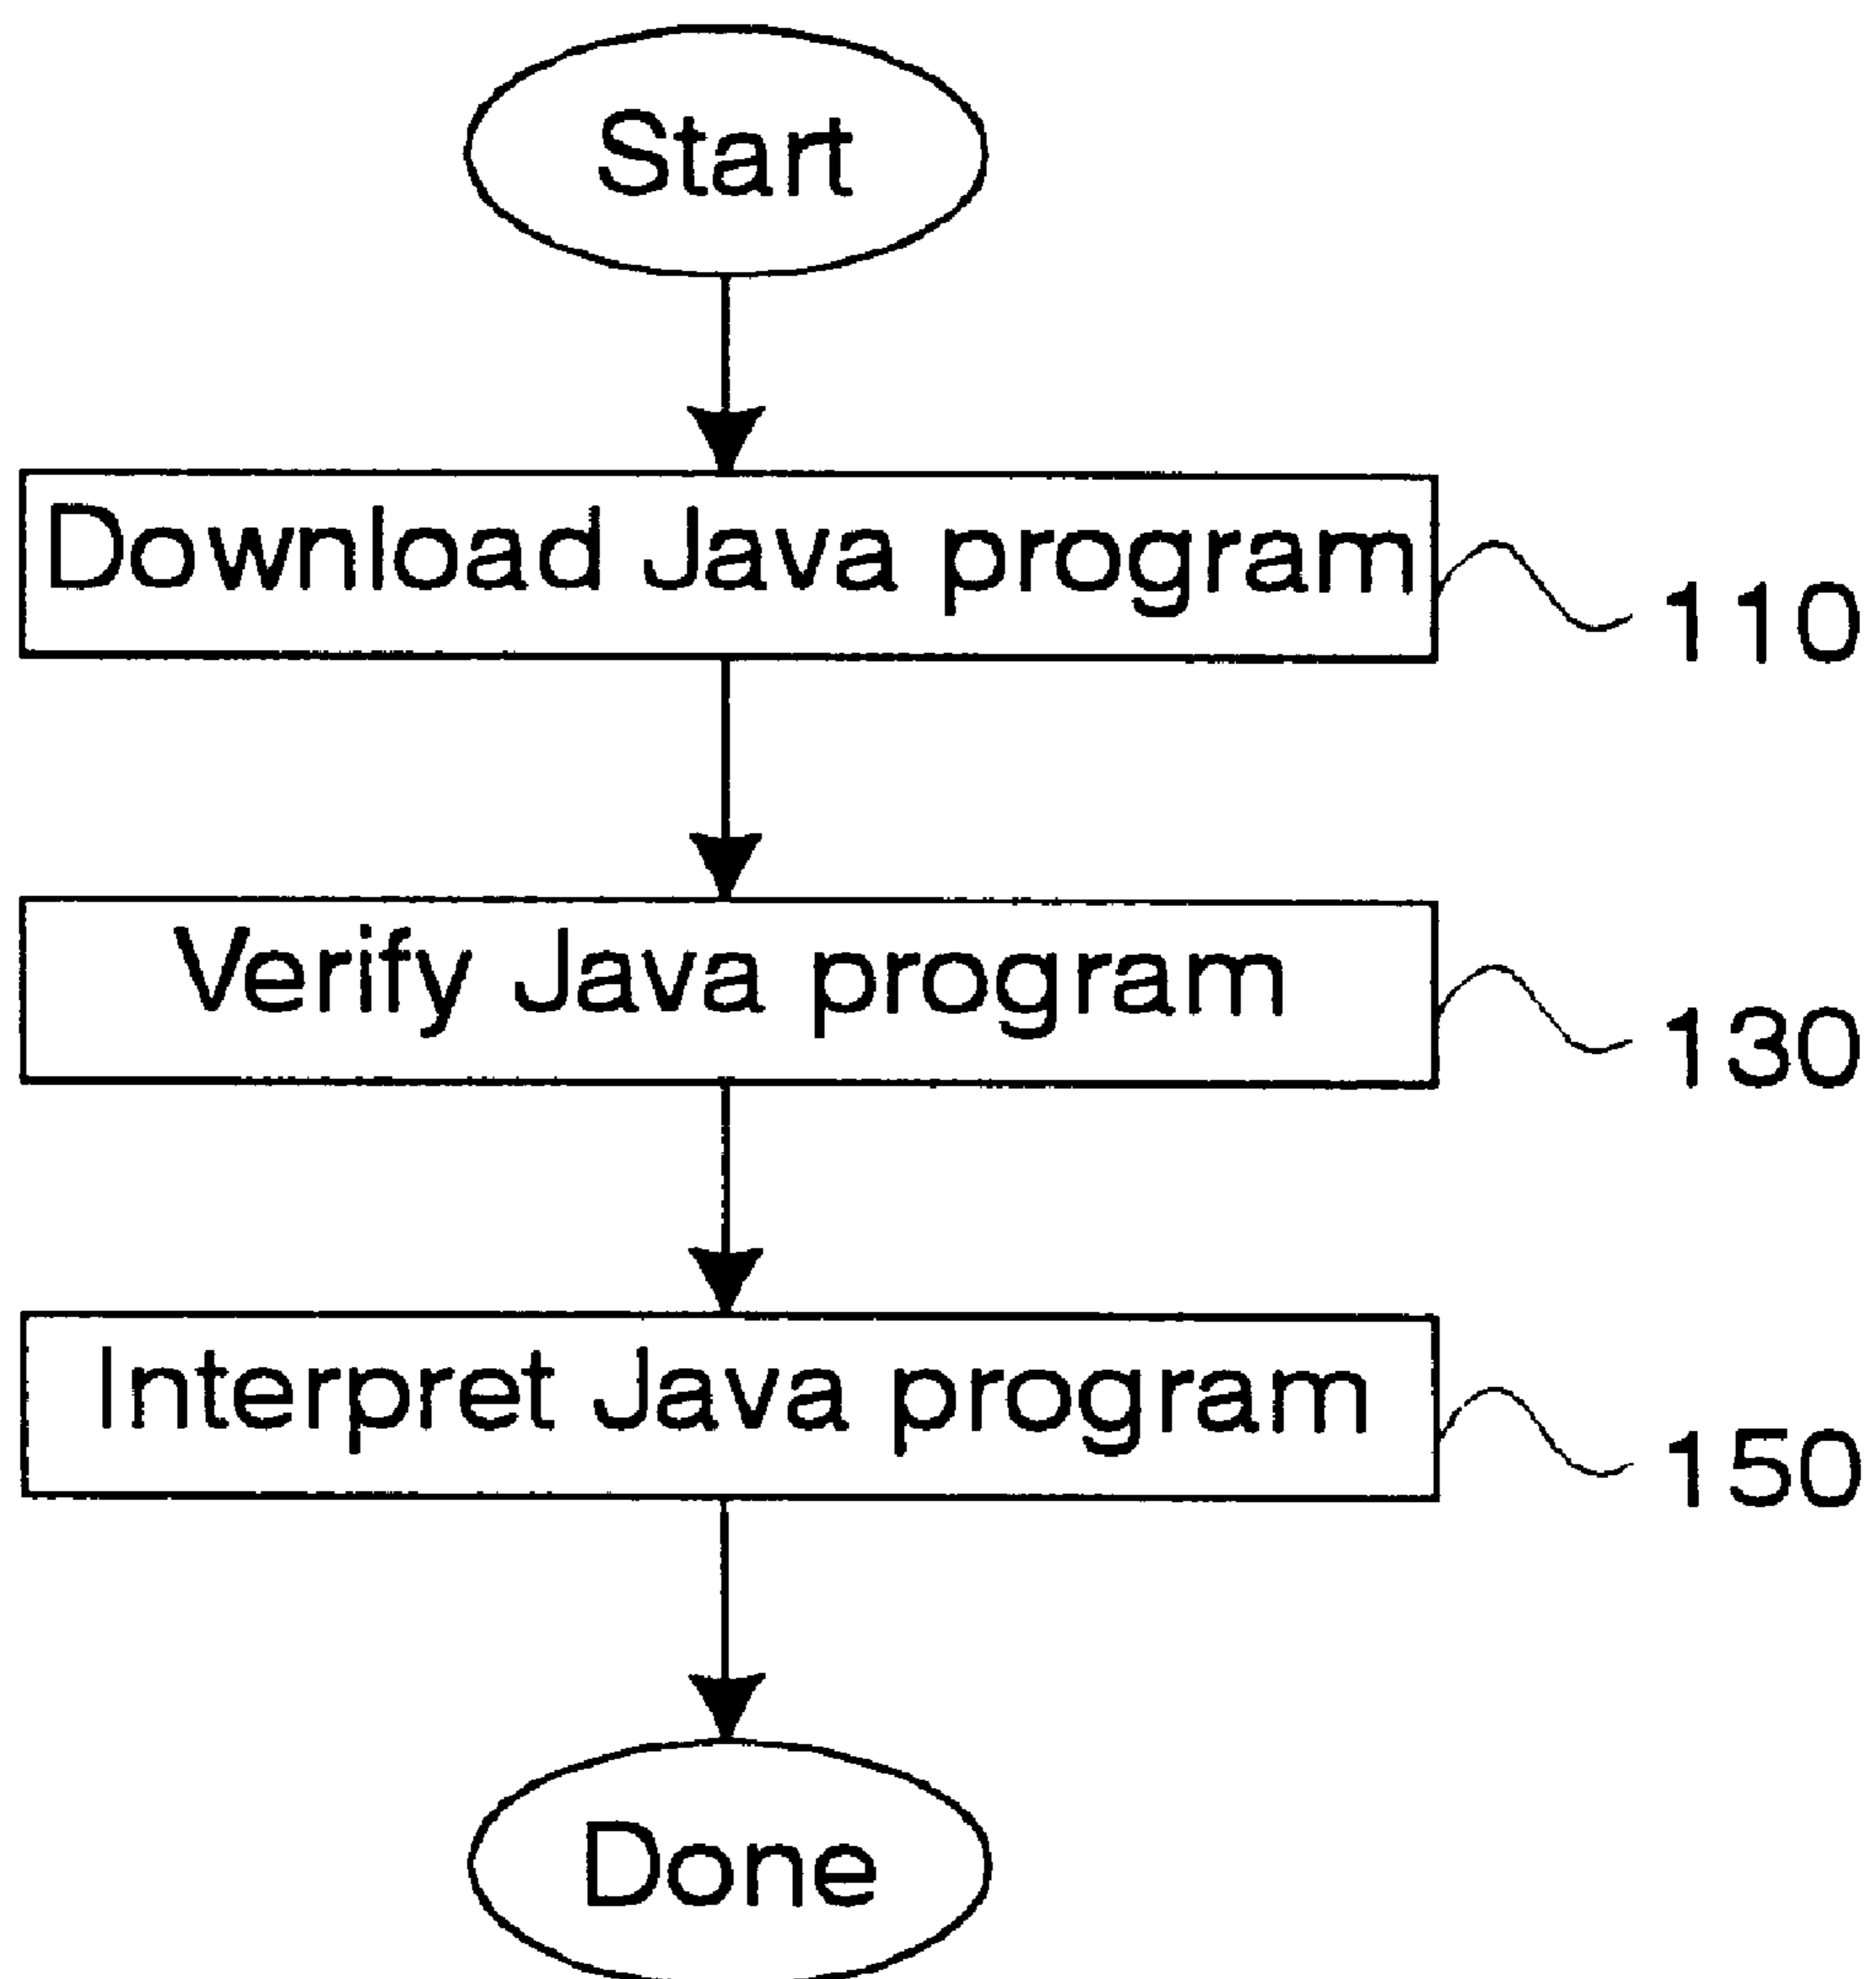 Start
Download Java program
110
Verify Java program
130
Interpret Java program
150
Done